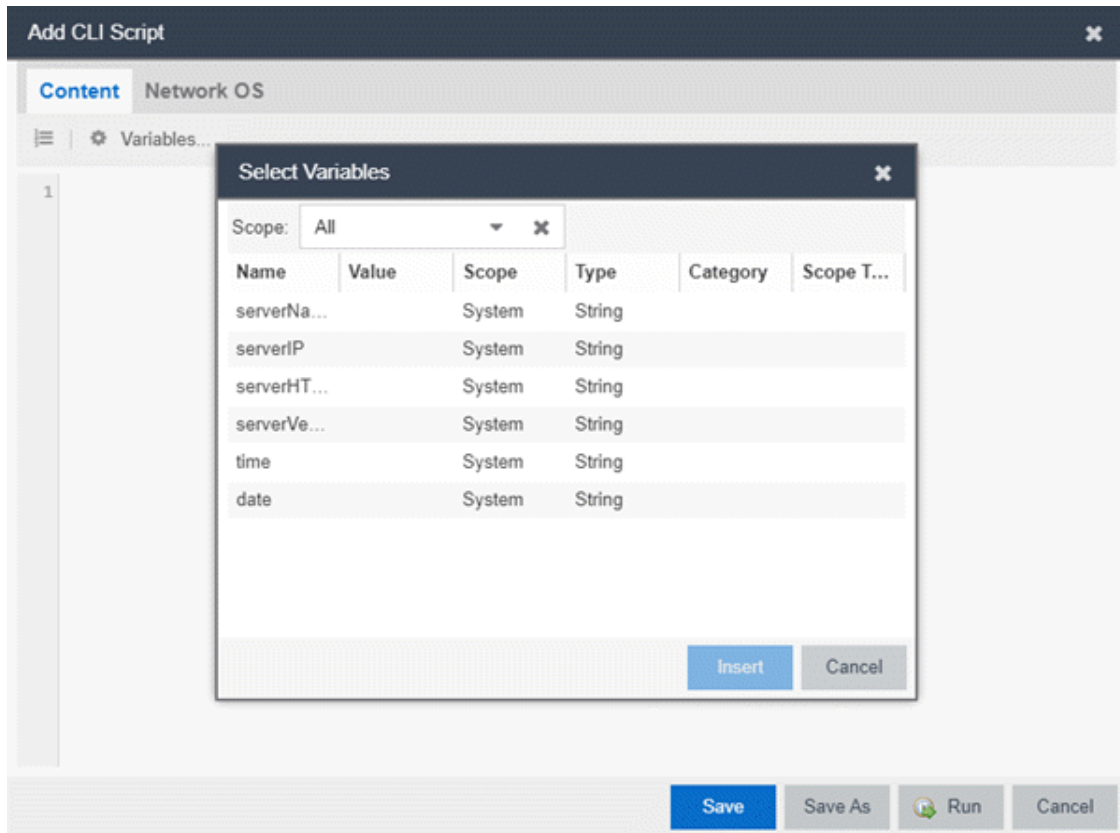 Add CLI Script
Content Network OS
Variables...
1
Select Variables
Scope: All
Name Value Scope Type Category Scope T...
serverNa... System String
serverIP System String
serverHT... System String
serverVe... System String
time System String
date System String
Insert Cancel
Save Save As Run Cancel